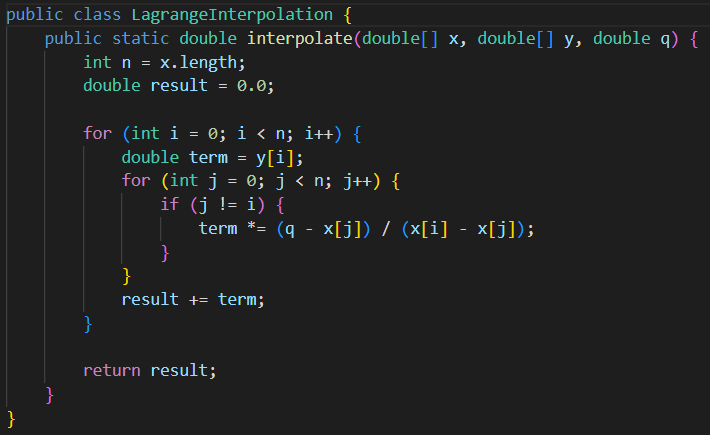 public class LagrangeInterpolation {
    public static double interpolate(double[] x, double[] y, double q) {
        int n = x.length;
        double result = 0.0;

        for (int i = 0; i < n; i++) {
            double term = y[i];
            for (int j = 0; j < n; j++) {
                if (j != i) {
                    term *= (q - x[j]) / (x[i] - x[j]);
                }
            }
            result += term;
        }

        return result;
    }
}